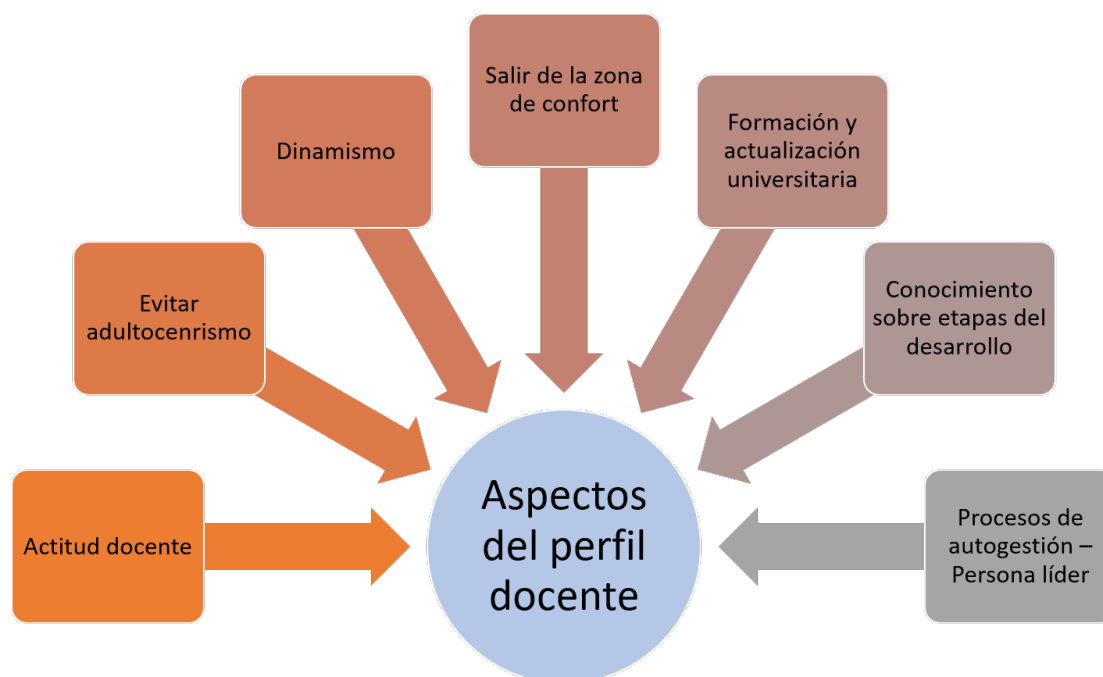 Salir de la zona
de confort
Dinamismo
Formación y
actualización
universitaria
Evitar
adultocenrismo
Conocimiento
sobre etapas del
desarrollo
Actitud docente
Aspectos
del perfil
docente
Procesos de
autogestión –
Persona líder